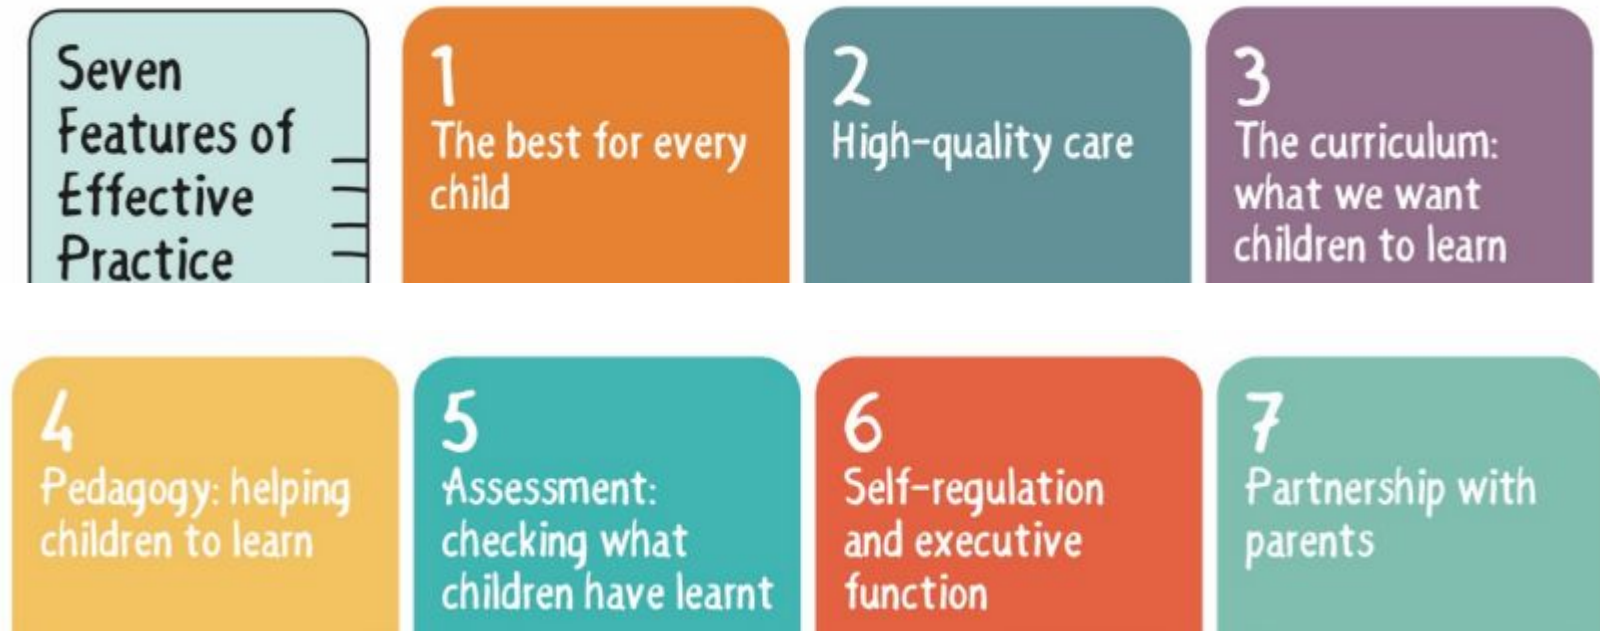 Seven
Features of
Effective
Practice
1
The best for every
child
2
High-quality care
3
The curriculum:
what we want
children to learn
4
Pedagogy: helping
children to learn
5
Assessment:
checking what
children have learnt
6
Self-regulation
and executive
function
7
Partnership with
parents